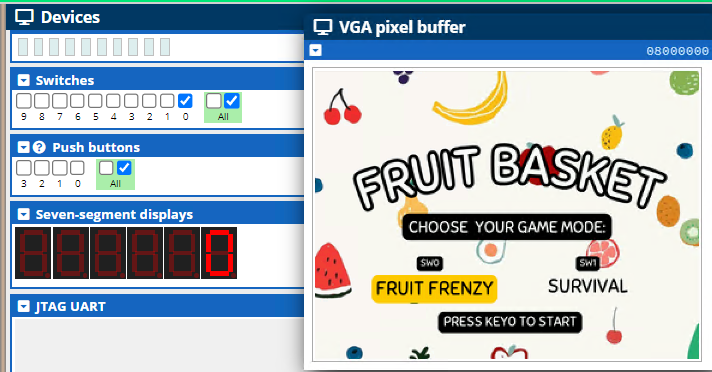 Devices
Switches
9 8 7 6 5 4 3 2 1 0 All
Push buttons
3 2 1 0 All
Seven-segment displays
0
JTAG UART
VGA pixel buffer
08000000
FRUIT BASKET
CHOOSE YOUR GAME MODE:
SW0 SW1
FRUIT FRENZY SURVIVAL
PRESS KEY0 TO START